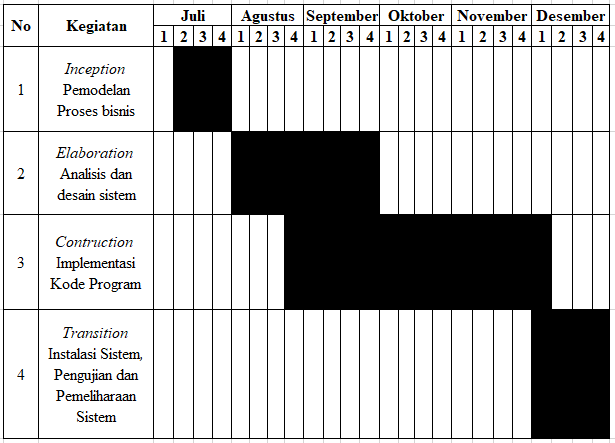 No Kegiatan Juli Agustus September Oktober November Desember
1 2 3 4 1 2 3 4 1 2 3 4 1 2 3 4 1 2 3 4 1 2 3 4
1
Inception
Pemodelan
Proses bisnis
2
Elaboration
Analisis dan
desain sistem
3
Contruction
Implementasi
Kode Program
4
Transition
Instalasi Sistem,
Pengujian dan
Pemeliharaan
Sistem